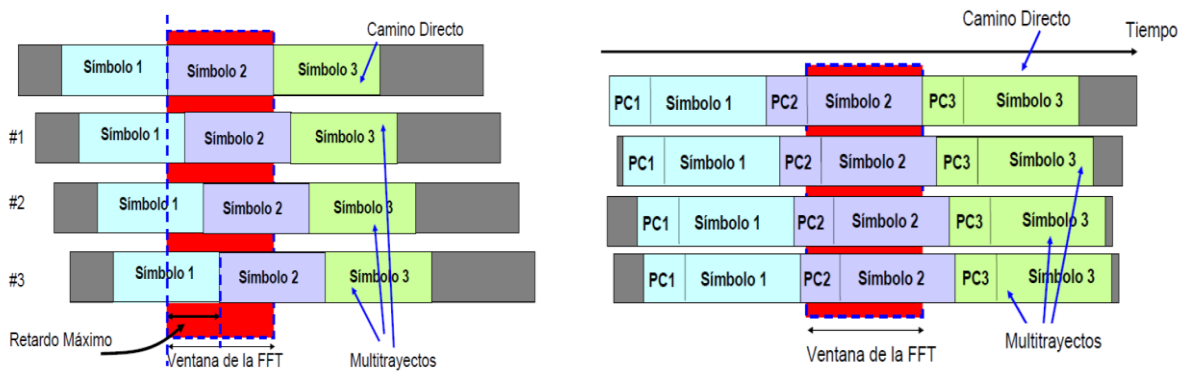 Camino Directo
Símbolo 1 Símbolo 2 Símbolo 3
#1 Símbolo 1 Símbolo 2 Símbolo 3
#2 Símbolo 1 Símbolo 2 Símbolo 3
#3 Símbolo 1 Símbolo 2 Símbolo 3
Retardo Máximo
Ventana de la FFT
Multitrayectos
Camino Directo
Tiempo
PC1 Símbolo 1 PC2 Símbolo 2 PC3 Símbolo 3
PC1 Símbolo 1 PC2 Símbolo 2 PC3 Símbolo 3
PC1 Símbolo 1 PC2 Símbolo 2 PC3 Símbolo 3
PC1 Símbolo 1 PC2 Símbolo 2 PC3 Símbolo 3
Ventana de la FFT
Multitrayectos